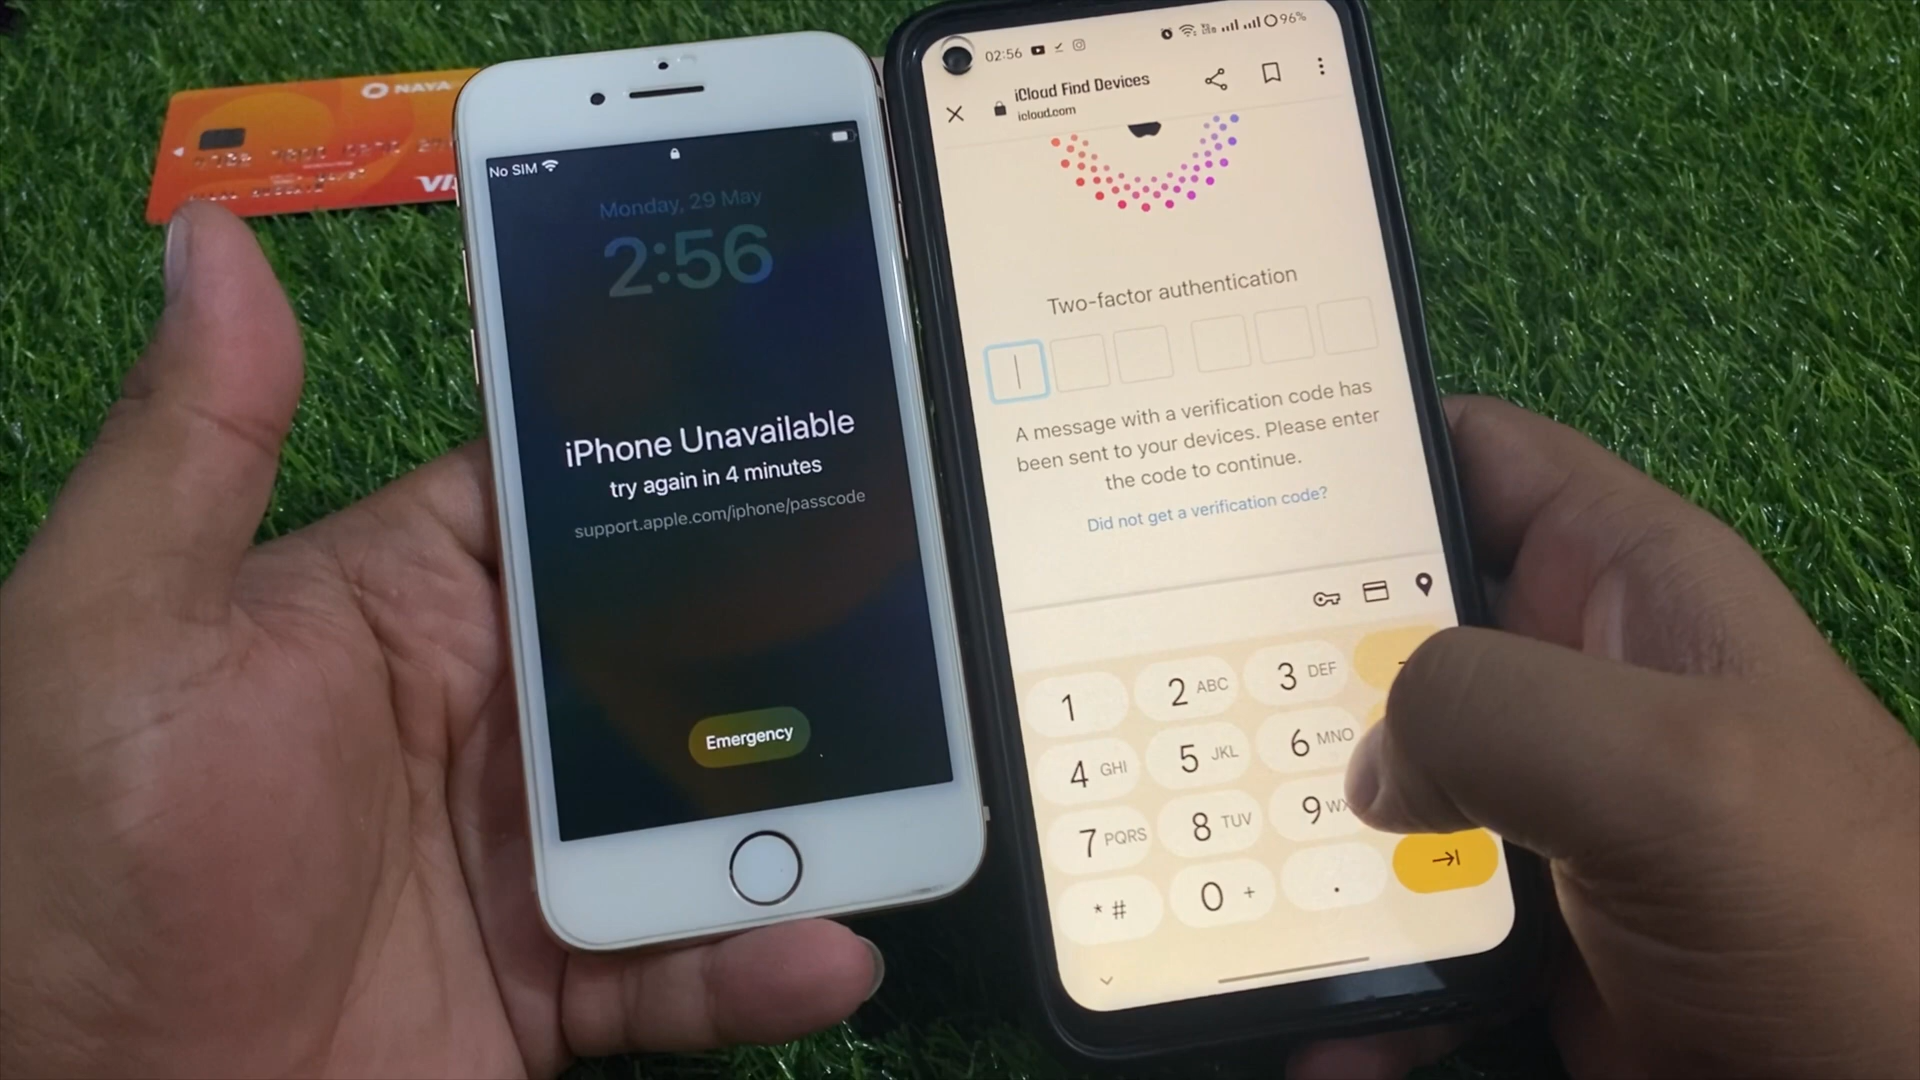 NAYA
VISA
No SIM
Monday, 29 May
2:56
iPhone Unavailable
try again in 4 minutes
support.apple.com/iphone/passcode
Emergency
02:56
96%
iCloud Find Devices
icloud.com
Two-factor authentication
A message with a verification code has
been sent to your devices. Please enter
the code to continue.
Did not get a verification code?
1
2 ABC
3 DEF
4 GHI
5 JKL
6 MNO
7 PQRS
8 TUV
9 WX
* #
0 +
.